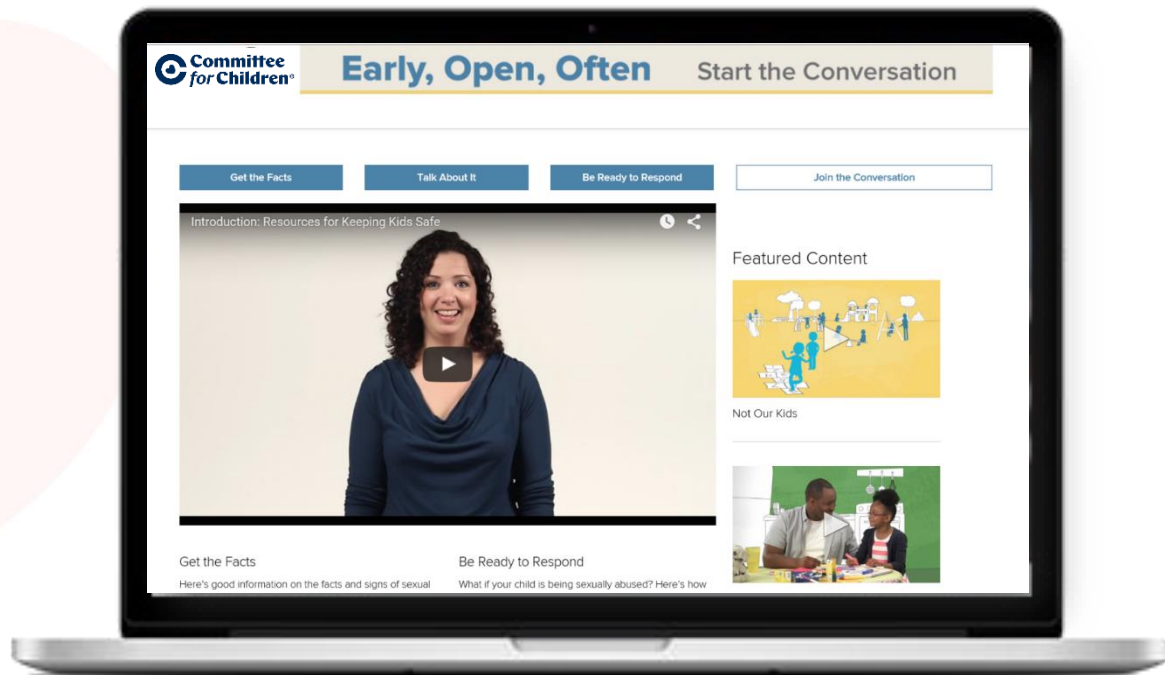 Committee
for Children®
Early, Open, Often
Start the Conversation
Get the Facts
Talk About It
Be Ready to Respond
Join the Conversation
Introduction: Resources for Keeping Kids Safe
Featured Content
Not Our Kids
Get the Facts
Here's good information on the facts and signs of sexual
Be Ready to Respond
What if your child is being sexually abused? Here's how